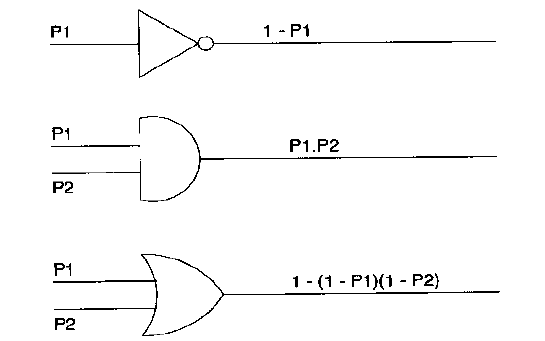 P1
1 - P1
P1
P1.P2
P2
P1
1 - (1 - P1)(1 - P2)
P2